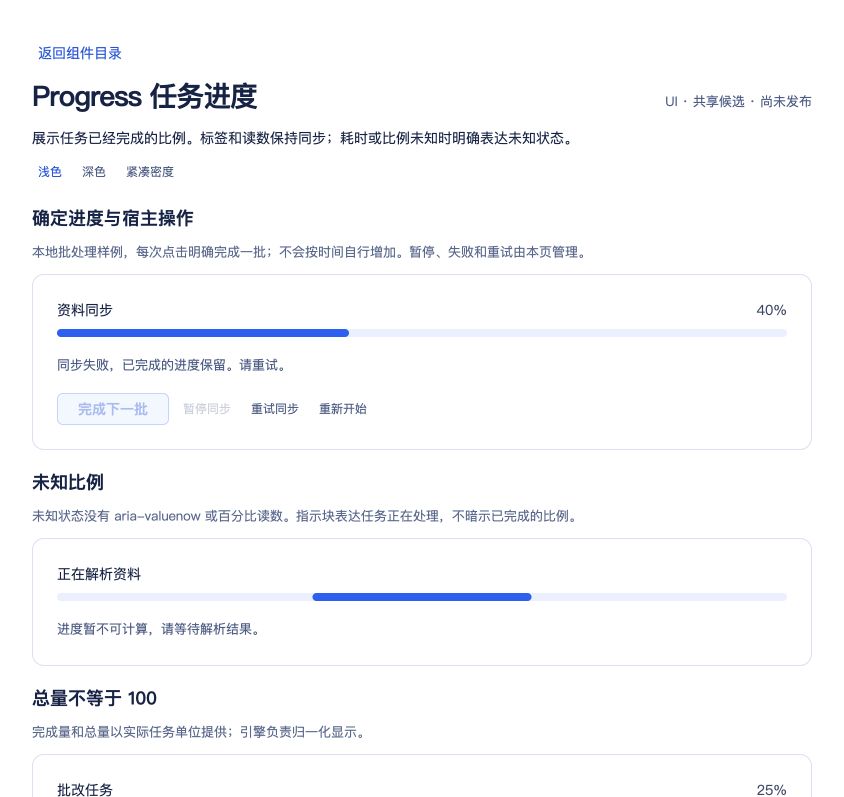 返回组件目录
Progress 任务进度
UI · 共享候选 · 尚未发布
展示任务已经完成的比例。标签和读数保持同步；耗时或比例未知时明确表达未知状态。
浅色 深色 紧凑密度
确定进度与宿主操作
本地批处理样例，每次点击明确完成一批；不会按时间自行增加。暂停、失败和重试由本页管理。
资料同步 40%
同步失败，已完成的进度保留。请重试。
完成下一批 暂停同步 重试同步 重新开始
未知比例
未知状态没有 aria-valuenow 或百分比读数。指示块表达任务正在处理，不暗示已完成的比例。
正在解析资料
进度暂不可计算，请等待解析结果。
总量不等于 100
完成量和总量以实际任务单位提供；引擎负责归一化显示。
批改任务 25%